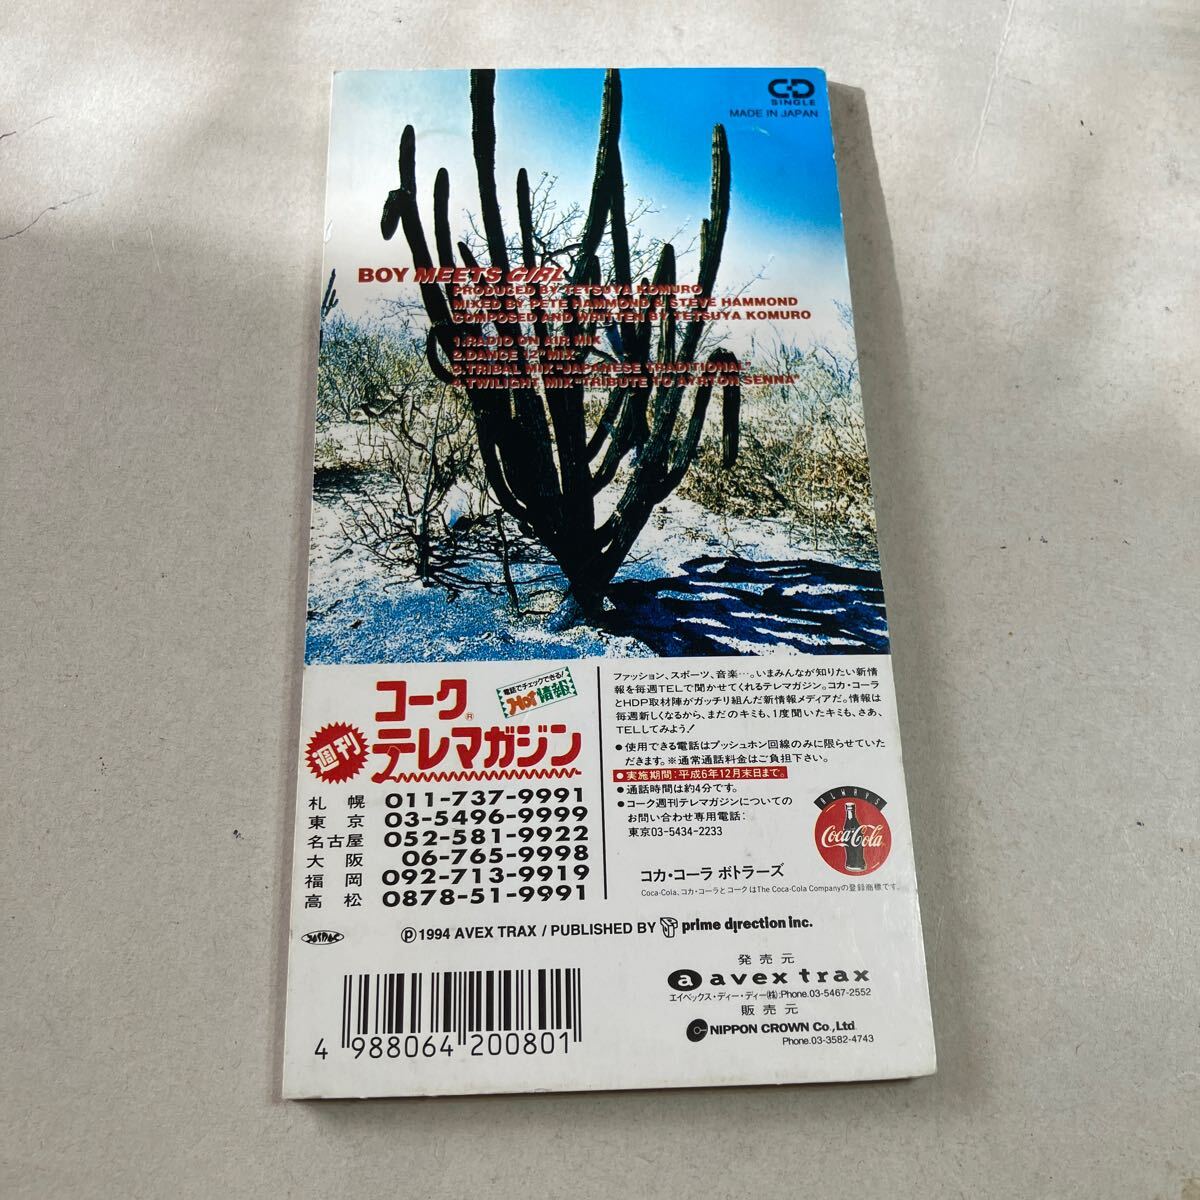 CD
SINGLE
MADE IN JAPAN
BOY MEETS GIRL
PRODUCED BY TETSUYA KOMURO
MIXED BY PETE HAMMOND & STEVE HAMMOND
COMPOSED AND WRITTEN BY TETSUYA KOMURO
1.RADIO ON AIR MIX
2.DANCE 12"MIX
3.TRIBAL MIX"JAPANESE TRADITIONAL"
4.TWILIGHT MIX"TRIBUTE TO AYRTON SENNA"
電話でチェックできる!
Hot情報
コーク®
週刊
テレマガジン
札幌 011-737-9991
東京 03-5496-9999
名古屋 052-581-9922
大阪 06-765-9998
福岡 092-713-9919
高松 0878-51-9991
ファッション、スポーツ、音楽…。いまみんなが知りたい新情
報を毎週TELで聞かせてくれるテレマガジン。コカ・コーラ
とHDP取材陣がガッチリ組んだ新情報メディアだ。情報は
毎週新しくなるから、まだのキミも、1度聞いたキミも、さあ、
TELしてみよう!
●使用できる電話はプッシュホン回線のみに限らせていた
だきます。※通常通話料金はご負担下さい。
●実施期間:平成6年12月末日まで。
●通話時間は約4分です。
●コーク週刊テレマガジンについての
お問い合わせ専用電話:
東京03-5434-2233
ALWAYS
Coca-Cola
コカ・コーラ ボトラーズ
Coca-Cola、コカ・コーラとコークはThe Coca-Cola Companyの登録商標です。
Ⓟ1994 AVEX TRAX / PUBLISHED BY prime direction inc.
発売元
a avex trax
エイベックス・ディー・ディー(株):Phone.03-5467-2552
販売元
NIPPON CROWN Co., Ltd.
Phone.03-3582-4743
4 988064 200801